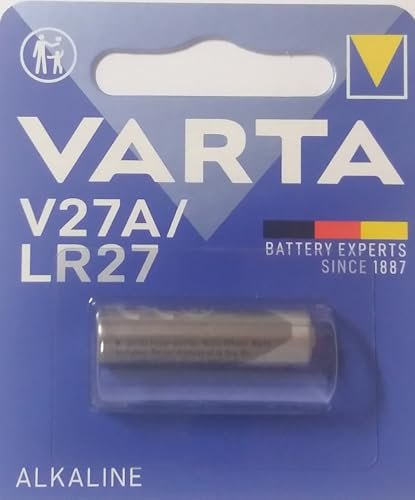 VARTA
V27A/
LR27
BATTERY EXPERTS
SINCE 1887
ALKALINE